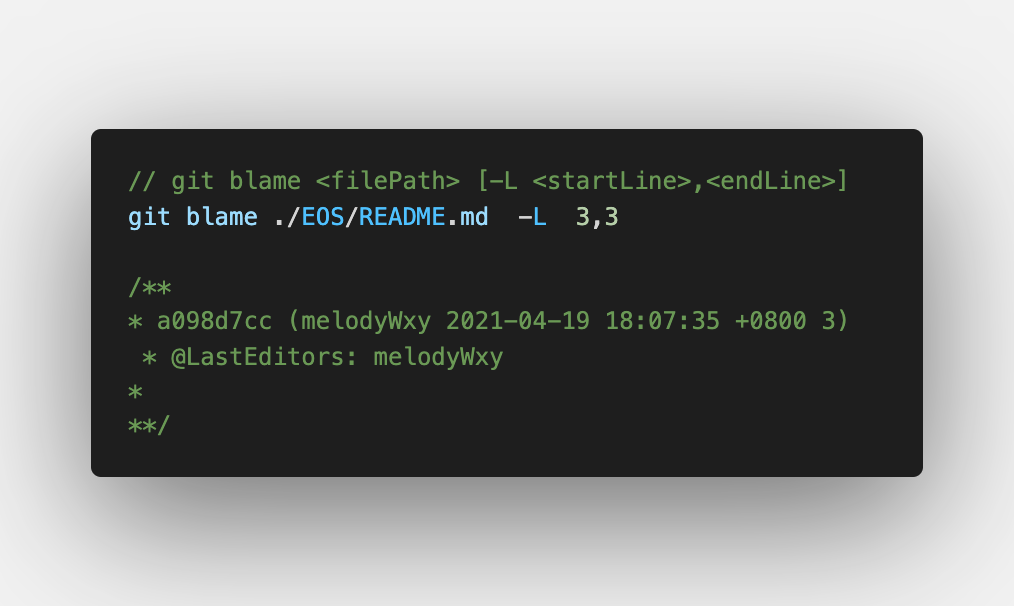 // git blame <filePath> [-L <startLine>,<endLine>]
git blame ./EOS/README.md  -L  3,3
/**
* a098d7cc (melodyWxy 2021-04-19 18:07:35 +0800 3)
 * @LastEditors: melodyWxy
*
**/